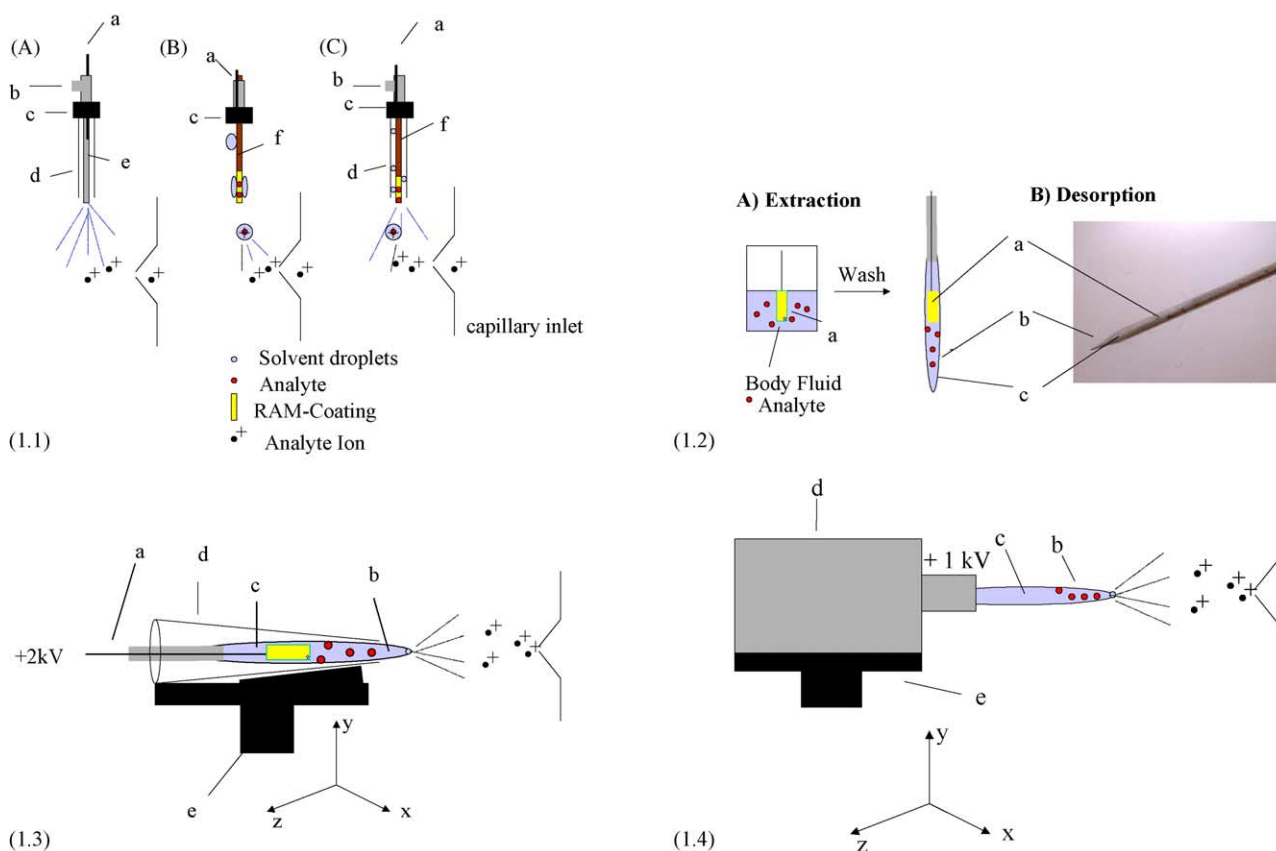 (A)
(B)
(C)
a
a
a
b
b
c
c
c
d
e
f
d
f
+
+
+
+
+
+
+
+
+
+
+
capillary inlet
Solvent droplets
Analyte
RAM-Coating
+
Analyte Ion
(1.1)
A) Extraction
B) Desorption
Wash
a
a
b
c
Body Fluid
Analyte
(1.2)
a
d
c
b
+2kV
+
+
+
+
e
y
z
x
(1.3)
d
+ 1 kV
c
b
+
+
+
+
e
y
z
x
(1.4)